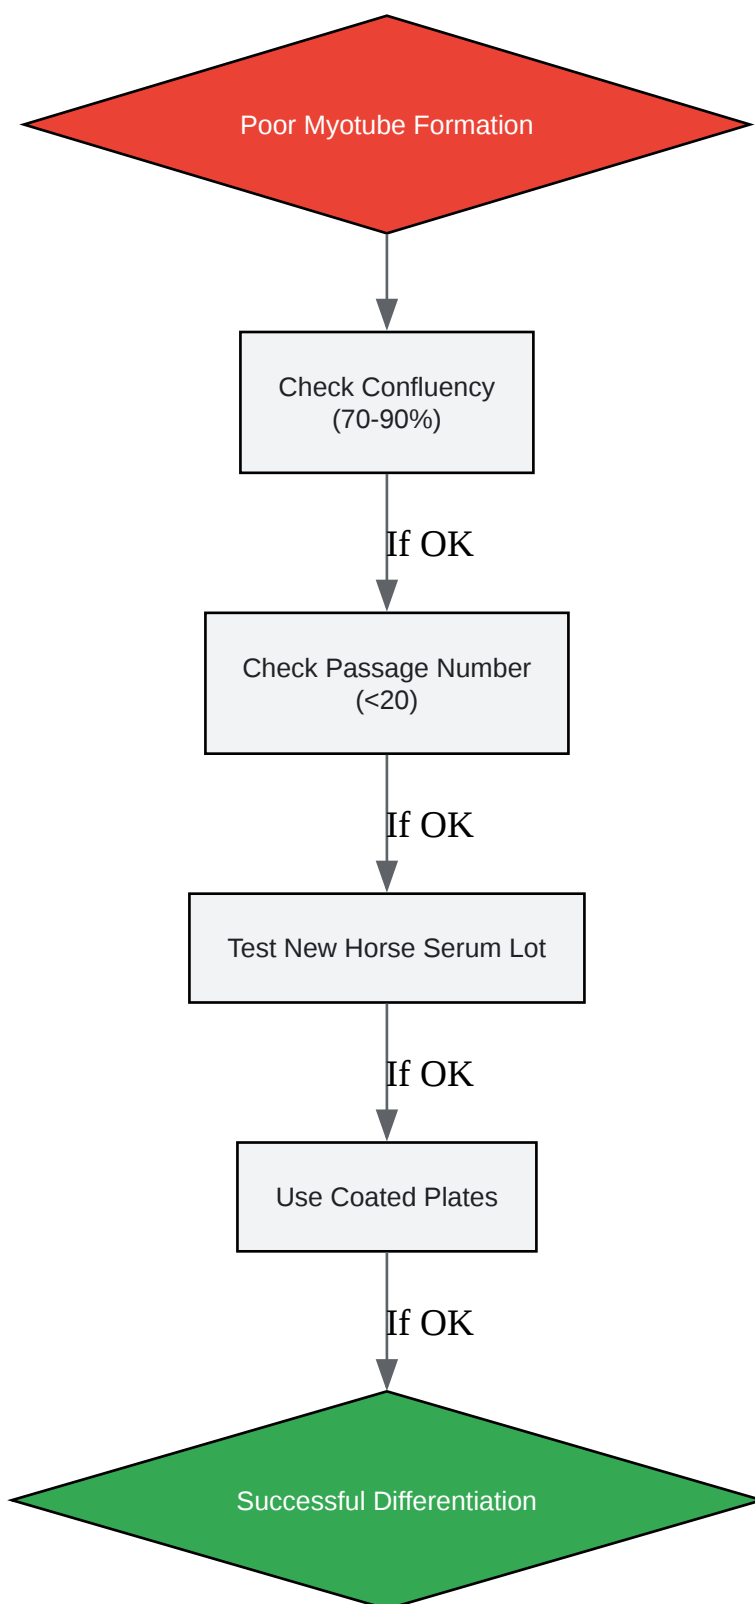 Poor Myotube Formation
Check Confluency
(70-90%)
If OK
Check Passage Number
(<20)
If OK
Test New Horse Serum Lot
If OK
Use Coated Plates
If OK
Successful Differentiation